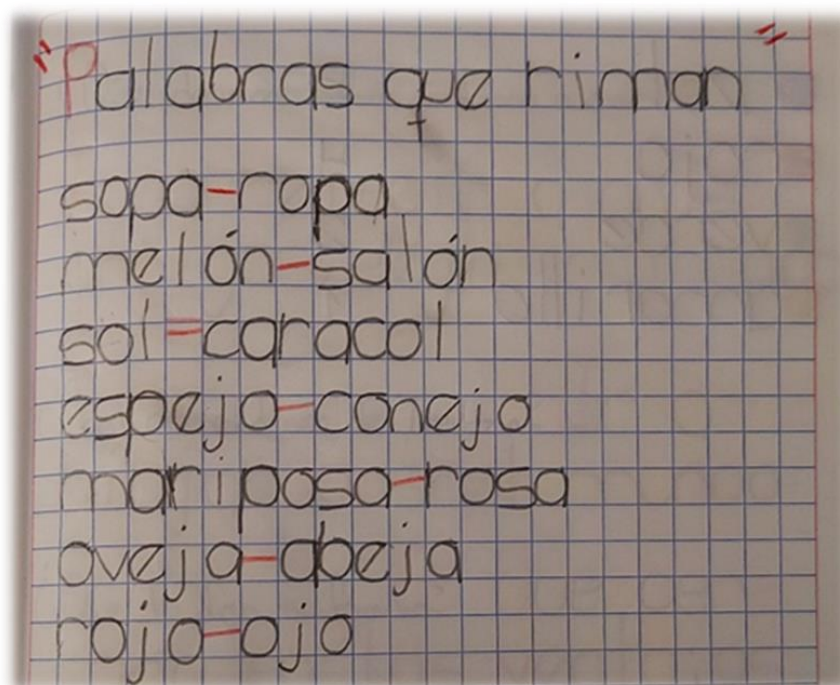 "Palabras que riman"
sopa-ropa
melón-salón
sol=caracol
espejo-conejo
mariposa-rosa
oveja-abeja
rojo-ojo